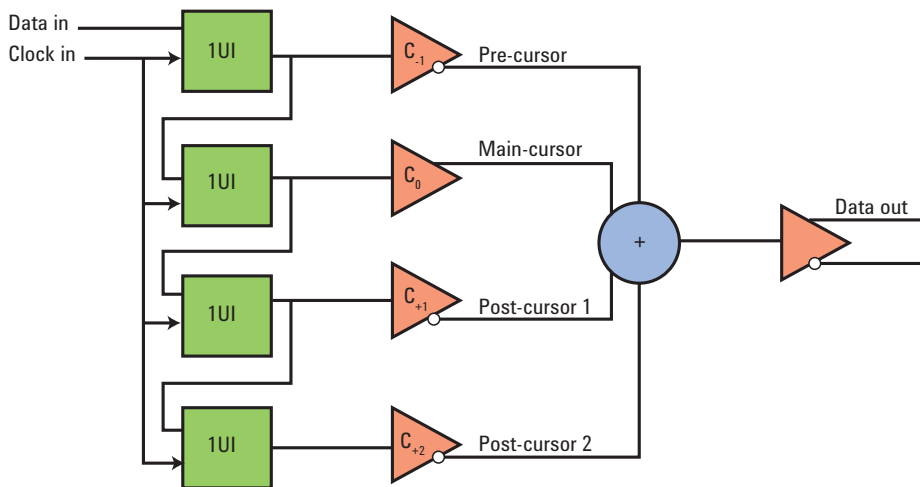 Data in
Clock in
1UI
C-1
Pre-cursor
1UI
C0
Main-cursor
+
Data out
1UI
C+1
Post-cursor 1
1UI
C+2
Post-cursor 2